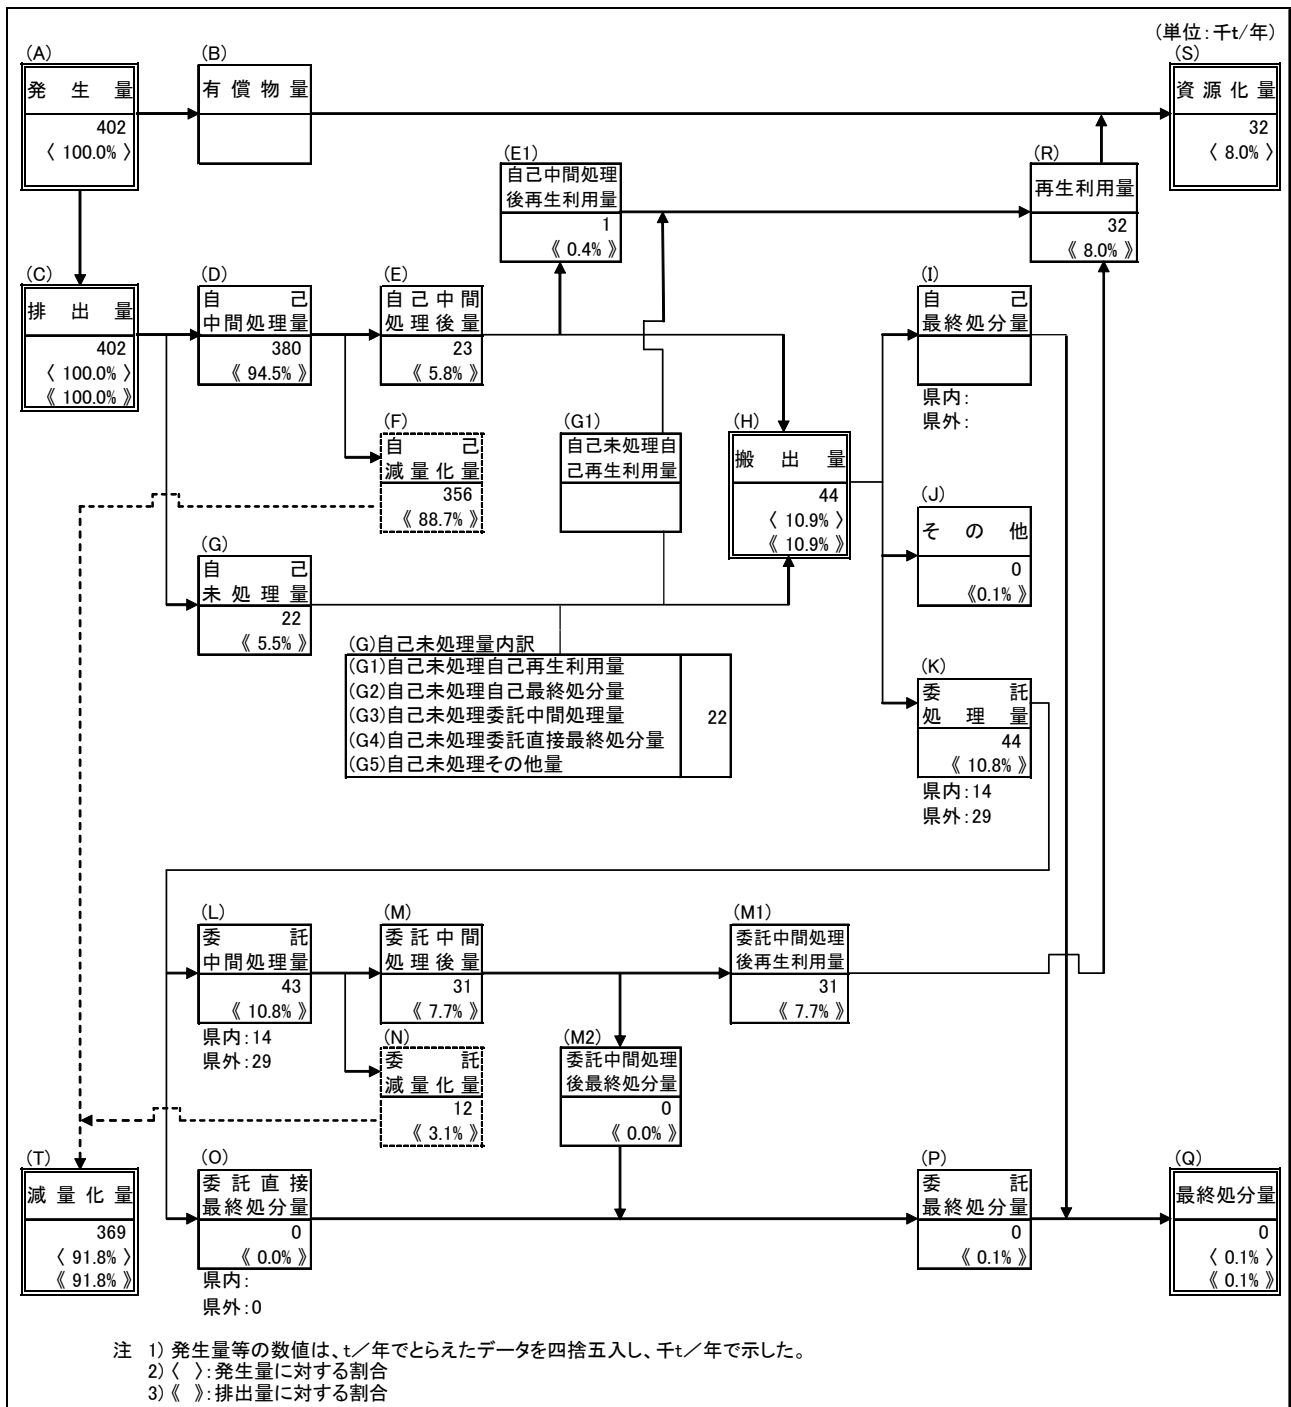 (単位:千t/年)
(A)
発生量
402
〈 100.0% 〉
(B)
有償物量
(S)
資源化量
32
〈 8.0% 〉
(E1)
自己中間処理
後再生利用量
1
《 0.4% 》
(R)
再生利用量
32
《 8.0% 》
(C)
排出量
402
〈 100.0% 〉
《 100.0% 》
(D)
自己
中間処理量
380
《 94.5% 》
(E)
自己中間
処理後量
23
《 5.8% 》
(I)
自己
最終処分量
県内:
県外:
(F)
自己
減量化量
356
《 88.7% 》
(G1)
自己未処理自
己再生利用量
(H)
搬出量
44
〈 10.9% 〉
《 10.9% 》
(J)
その他
0
《0.1% 》
(G)
自己
未処理量
22
《 5.5% 》
(G)自己未処理量内訳
(G1)自己未処理自己再生利用量
(G2)自己未処理自己最終処分量
(G3)自己未処理委託中間処理量
(G4)自己未処理委託直接最終処分量
(G5)自己未処理その他量
22
(K)
委託
処理量
44
《 10.8% 》
県内:14
県外:29
(L)
委託
中間処理量
43
《 10.8% 》
県内:14
県外:29
(M)
委託中間
処理後量
31
《 7.7% 》
(M1)
委託中間処理
後再生利用量
31
《 7.7% 》
(N)
委託
減量化量
12
《 3.1% 》
(M2)
委託中間処理
後最終処分量
0
《 0.0% 》
(T)
減量化量
369
〈 91.8% 〉
《 91.8% 》
(O)
委託直接
最終処分量
0
《 0.0% 》
県内:
県外:0
(P)
委託
最終処分量
0
《 0.1% 》
(Q)
最終処分量
0
〈 0.1% 〉
《 0.1% 》
注 1) 発生量等の数値は、t/年でとらえたデータを四捨五入し、千t/年で示した。
2)〈 〉:発生量に対する割合
3)《 》:排出量に対する割合